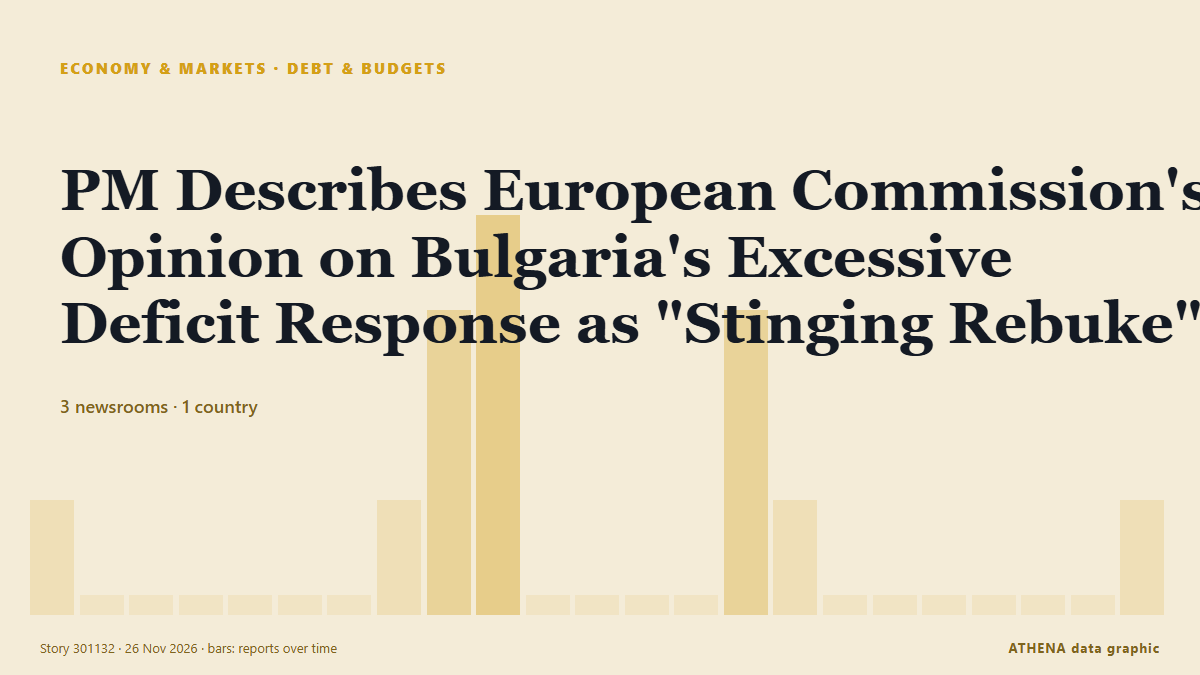 ECONOMY & MARKETS · DEBT & BUDGETS
PM Describes European Commission's
Opinion on Bulgaria's Excessive
Deficit Response as "Stinging Rebuke"
3 newsrooms · 1 country
Story 301132 · 26 Nov 2026 · bars: reports over time
ATHENA data graphic